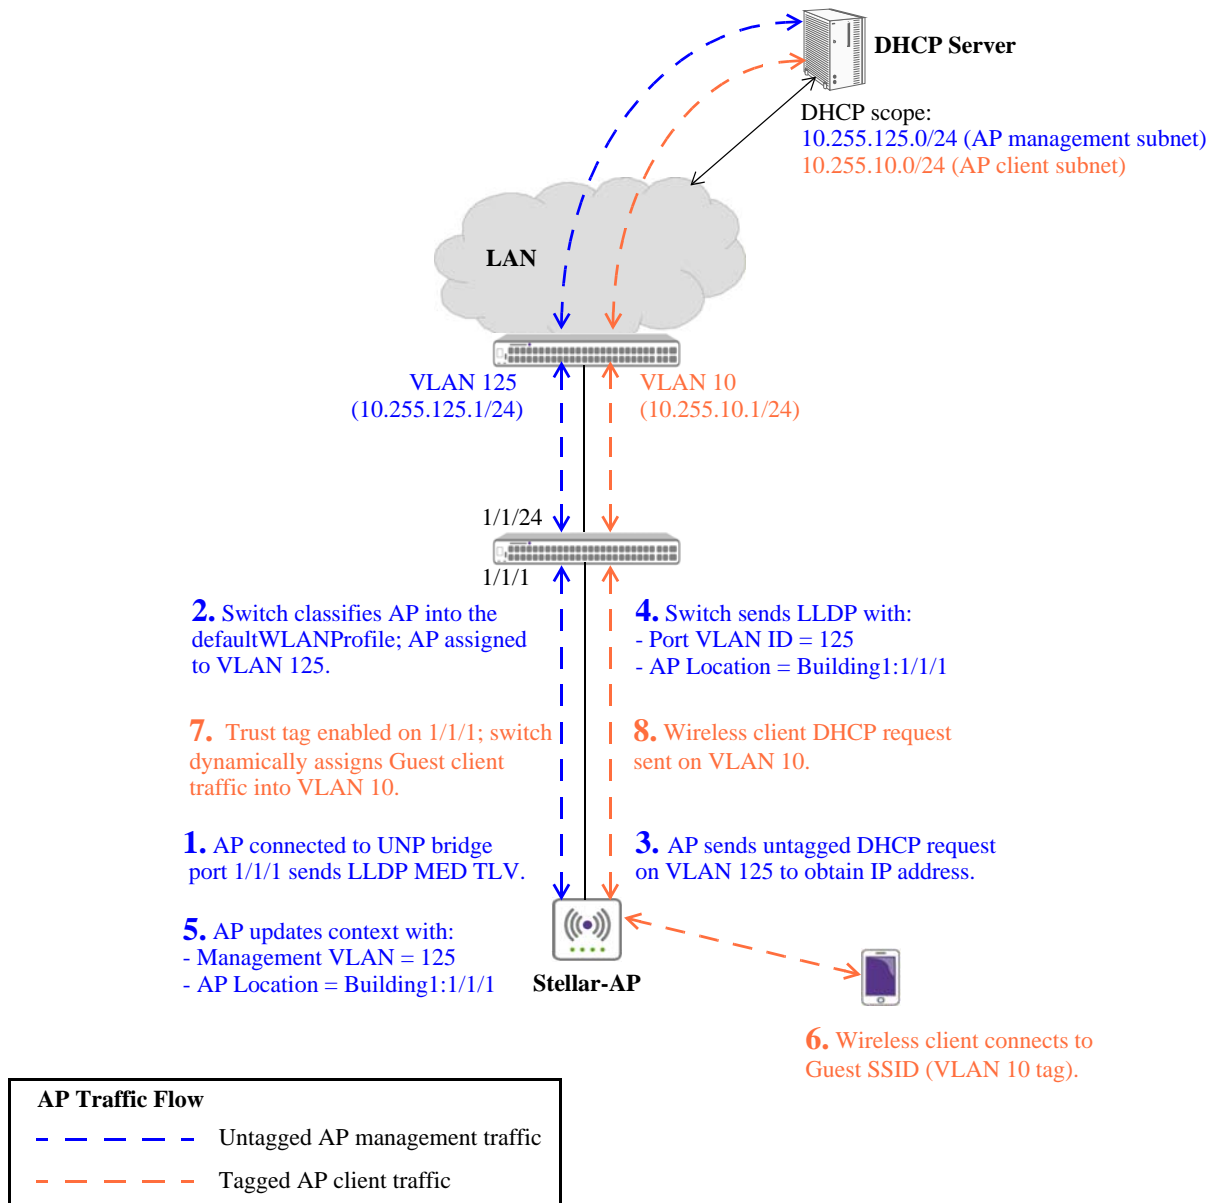 DHCP Server
DHCP scope:
10.255.125.0/24 (AP management subnet)
10.255.10.0/24 (AP client subnet)
LAN
VLAN 125
(10.255.125.1/24)
VLAN 10
(10.255.10.1/24)
1/1/24
1/1/1
2. Switch classifies AP into the
defaultWLANProfile; AP assigned
to VLAN 125.
4. Switch sends LLDP with:
- Port VLAN ID = 125
- AP Location = Building1:1/1/1
7. Trust tag enabled on 1/1/1; switch
dynamically assigns Guest client
traffic into VLAN 10.
8. Wireless client DHCP request
sent on VLAN 10.
1. AP connected to UNP bridge
port 1/1/1 sends LLDP MED TLV.
3. AP sends untagged DHCP request
on VLAN 125 to obtain IP address.
5. AP updates context with:
- Management VLAN = 125
- AP Location = Building1:1/1/1
Stellar-AP
6. Wireless client connects to
Guest SSID (VLAN 10 tag).
AP Traffic Flow
Untagged AP management traffic
Tagged AP client traffic